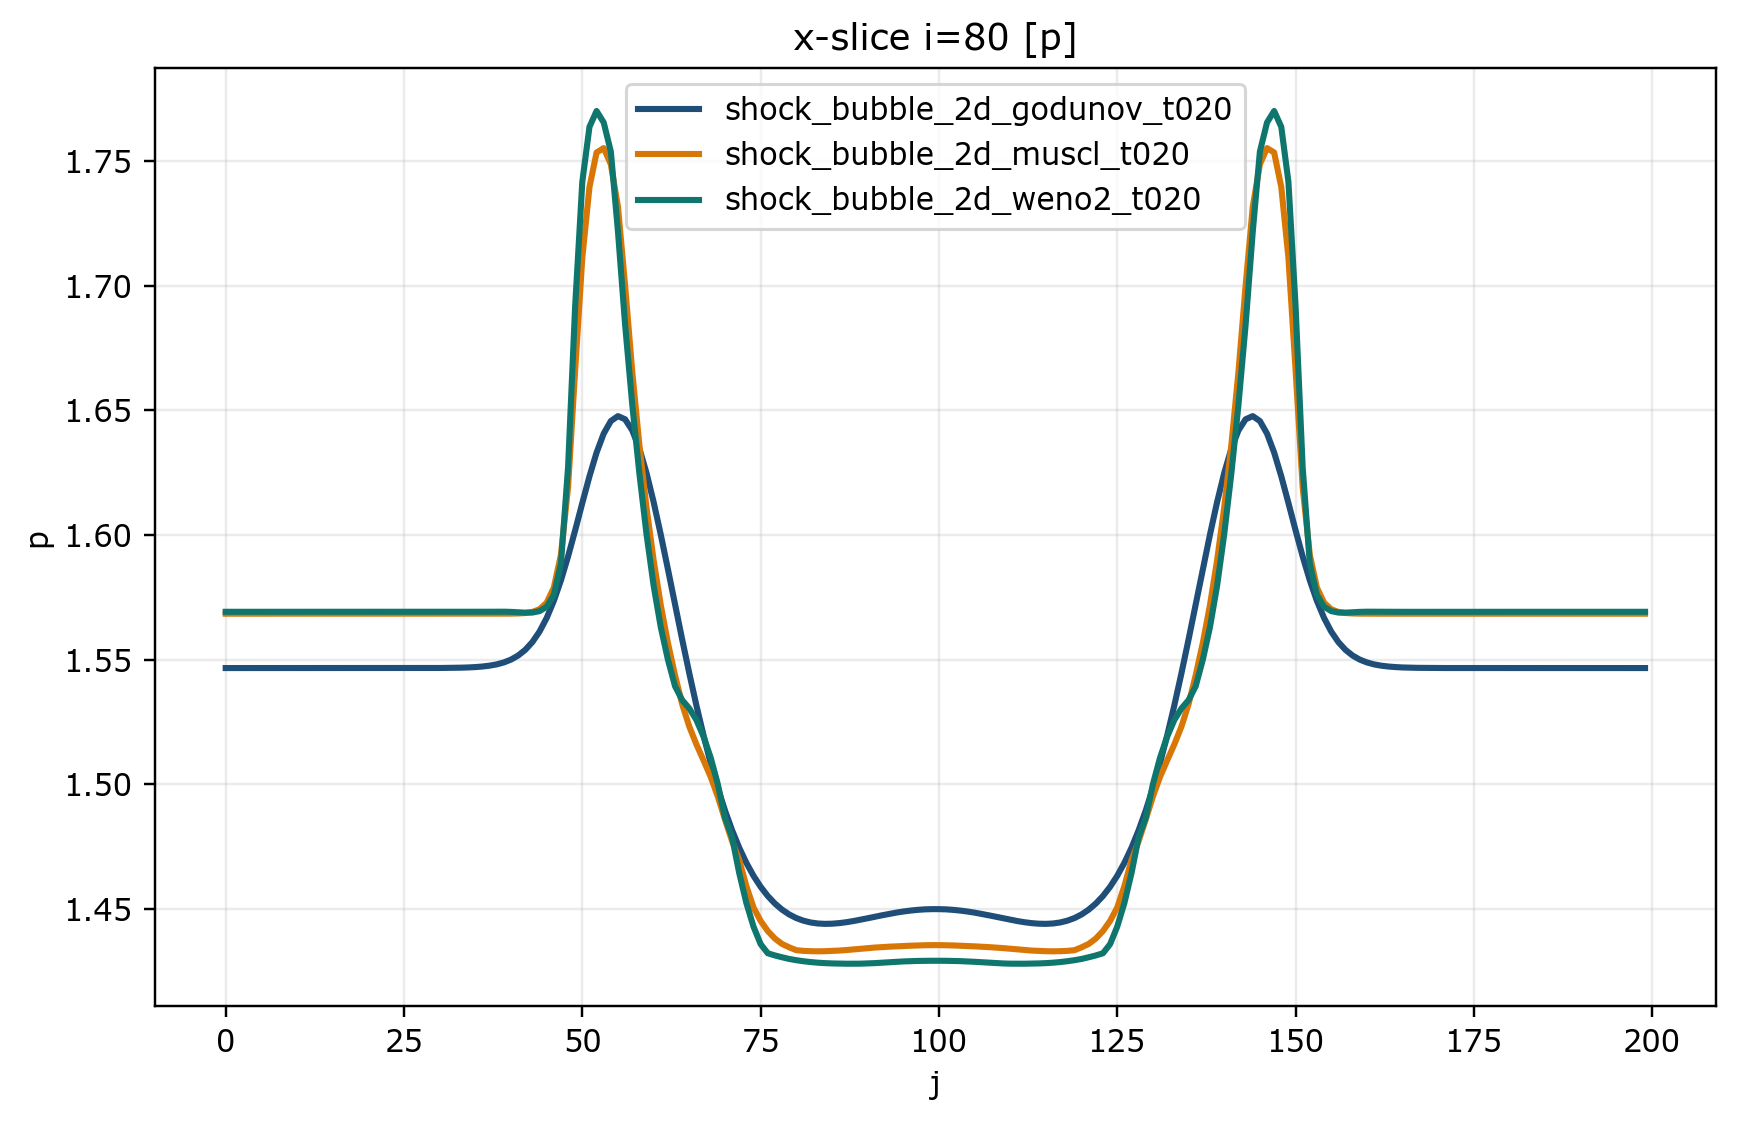 x-slice i=80 [p]
shock_bubble_2d_godunov_t020
shock_bubble_2d_muscl_t020
shock_bubble_2d_weno2_t020
1.75
1.70
1.65
1.60
1.55
1.50
1.45
p
0 25 50 75 100 125 150 175 200
j